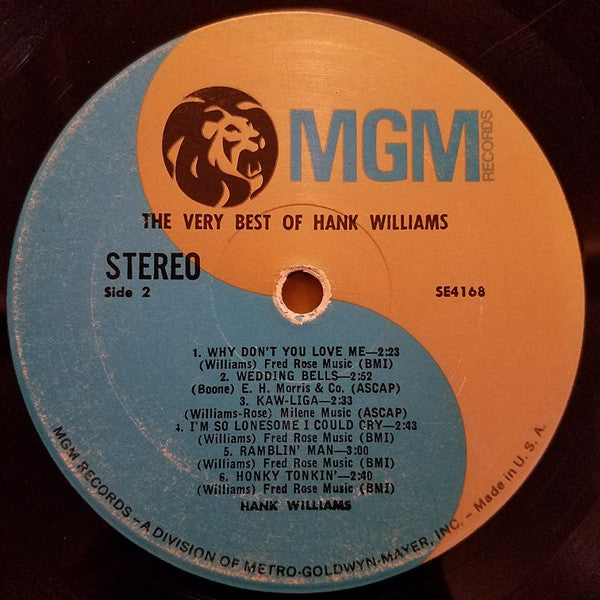 MGM
RECORDS
THE VERY BEST OF HANK WILLIAMS
STEREO
Side 2
SE4168
1. WHY DON'T YOU LOVE ME—2:23
(Williams) Fred Rose Music (BMI)
2. WEDDING BELLS—2:52
(Boone) E. H. Morris & Co. (ASCAP)
3. KAW-LIGA—2:33
(Williams-Rose) Milene Music (ASCAP)
4. I'M SO LONESOME I COULD CRY—2:43
(Williams) Fred Rose Music (BMI)
5. RAMBLIN' MAN—3:00
(Williams) Fred Rose Music (BMI)
6. HONKY TONKIN'—2:40
(Williams) Fred Rose Music (BMI)
HANK WILLIAMS
MGM RECORDS – A DIVISION OF METRO-GOLDWYN-MAYER, INC. – Made in U. S. A.